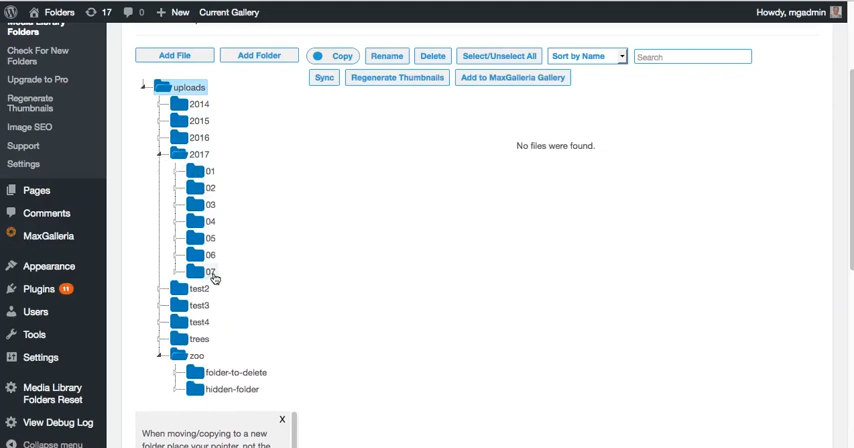 Folders 17 0 New Current Gallery Howdy, mgadmin
Media Library
Folders
Check For New
Folders
Upgrade to Pro
Regenerate
Thumbnails
Image SEO
Support
Settings
Pages
Comments
MaxGalleria
Appearance
Plugins 11
Users
Tools
Settings
Media Library
Folders Reset
View Debug Log
Collapse menu
Add File Add Folder Copy Rename Delete Select/Unselect All Sort by Name Search
Sync Regenerate Thumbnails Add to MaxGalleria Gallery
uploads
2014
2015
2016
2017
01
02
03
04
05
06
07
test2
test3
test4
trees
zoo
folder-to-delete
hidden-folder
No files were found.
X
When moving/copying to a new
folder place your pointer, not the